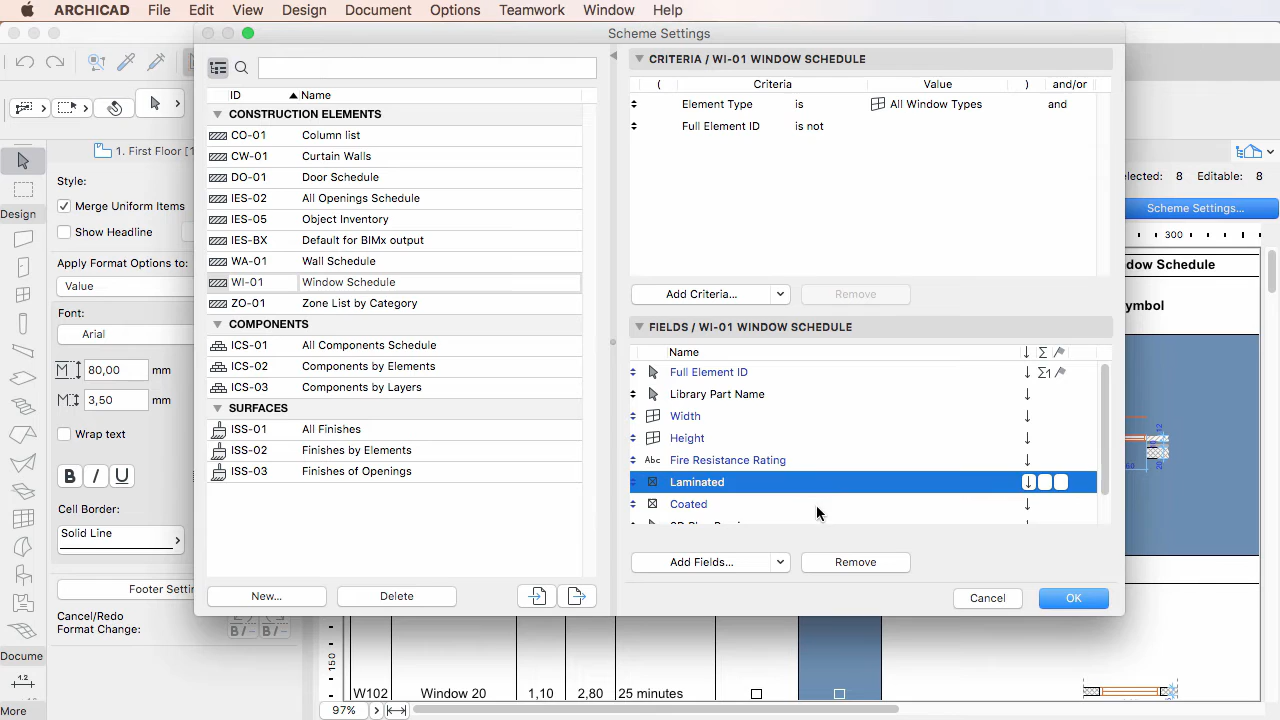 ARCHICAD File Edit View Design Document Options Teamwork Window Help
Scheme Settings
1. First Floor [1
Style:
Merge Uniform Items
Show Headline
Apply Format Options to:
Value
Font:
Arial
80,00 mm
3,50 mm
Wrap text
B I U
Cell Border:
Solid Line
Footer Setti
Cancel/Redo
Format Change:
B/– B/–
Design
Docume
1.2
More
ID Name
CONSTRUCTION ELEMENTS
CO-01 Column list
CW-01 Curtain Walls
DO-01 Door Schedule
IES-02 All Openings Schedule
IES-05 Object Inventory
IES-BX Default for BIMx output
WA-01 Wall Schedule
WI-01 Window Schedule
ZO-01 Zone List by Category
COMPONENTS
ICS-01 All Components Schedule
ICS-02 Components by Elements
ICS-03 Components by Layers
SURFACES
ISS-01 All Finishes
ISS-02 Finishes by Elements
ISS-03 Finishes of Openings
New... Delete
CRITERIA / WI-01 WINDOW SCHEDULE
( Criteria Value ) and/or
Element Type is All Window Types and
Full Element ID is not
Add Criteria... Remove
FIELDS / WI-01 WINDOW SCHEDULE
Name
Full Element ID Σ1
Library Part Name
Width
Height
Abc Fire Resistance Rating
Laminated
Coated
Add Fields... Remove
Cancel OK
elected: 8 Editable: 8
Scheme Settings...
300
dow Schedule
ymbol
150
W102 Window 20 1,10 2,80 25 minutes
97%